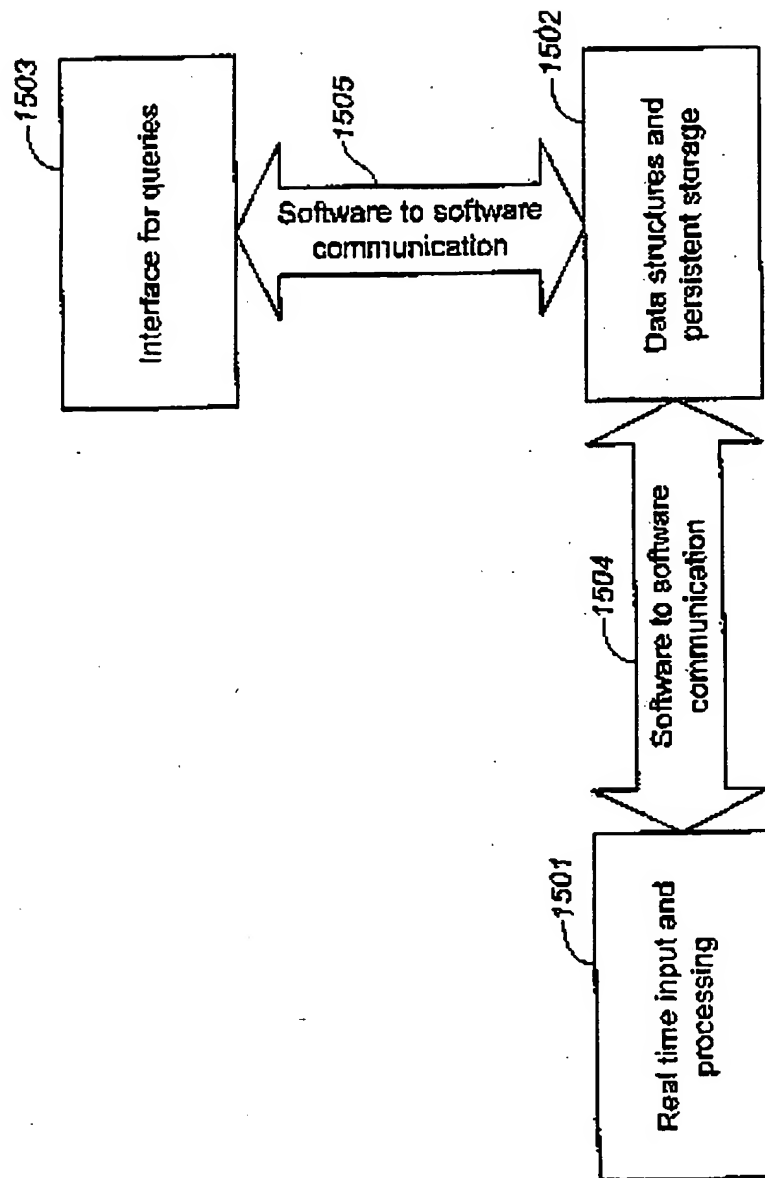 1503
Interface for queries
1505
Software to software
communication
1502
Data structures and
persistent storage
1504
Software to software
communication
1501
Real time input and
processing